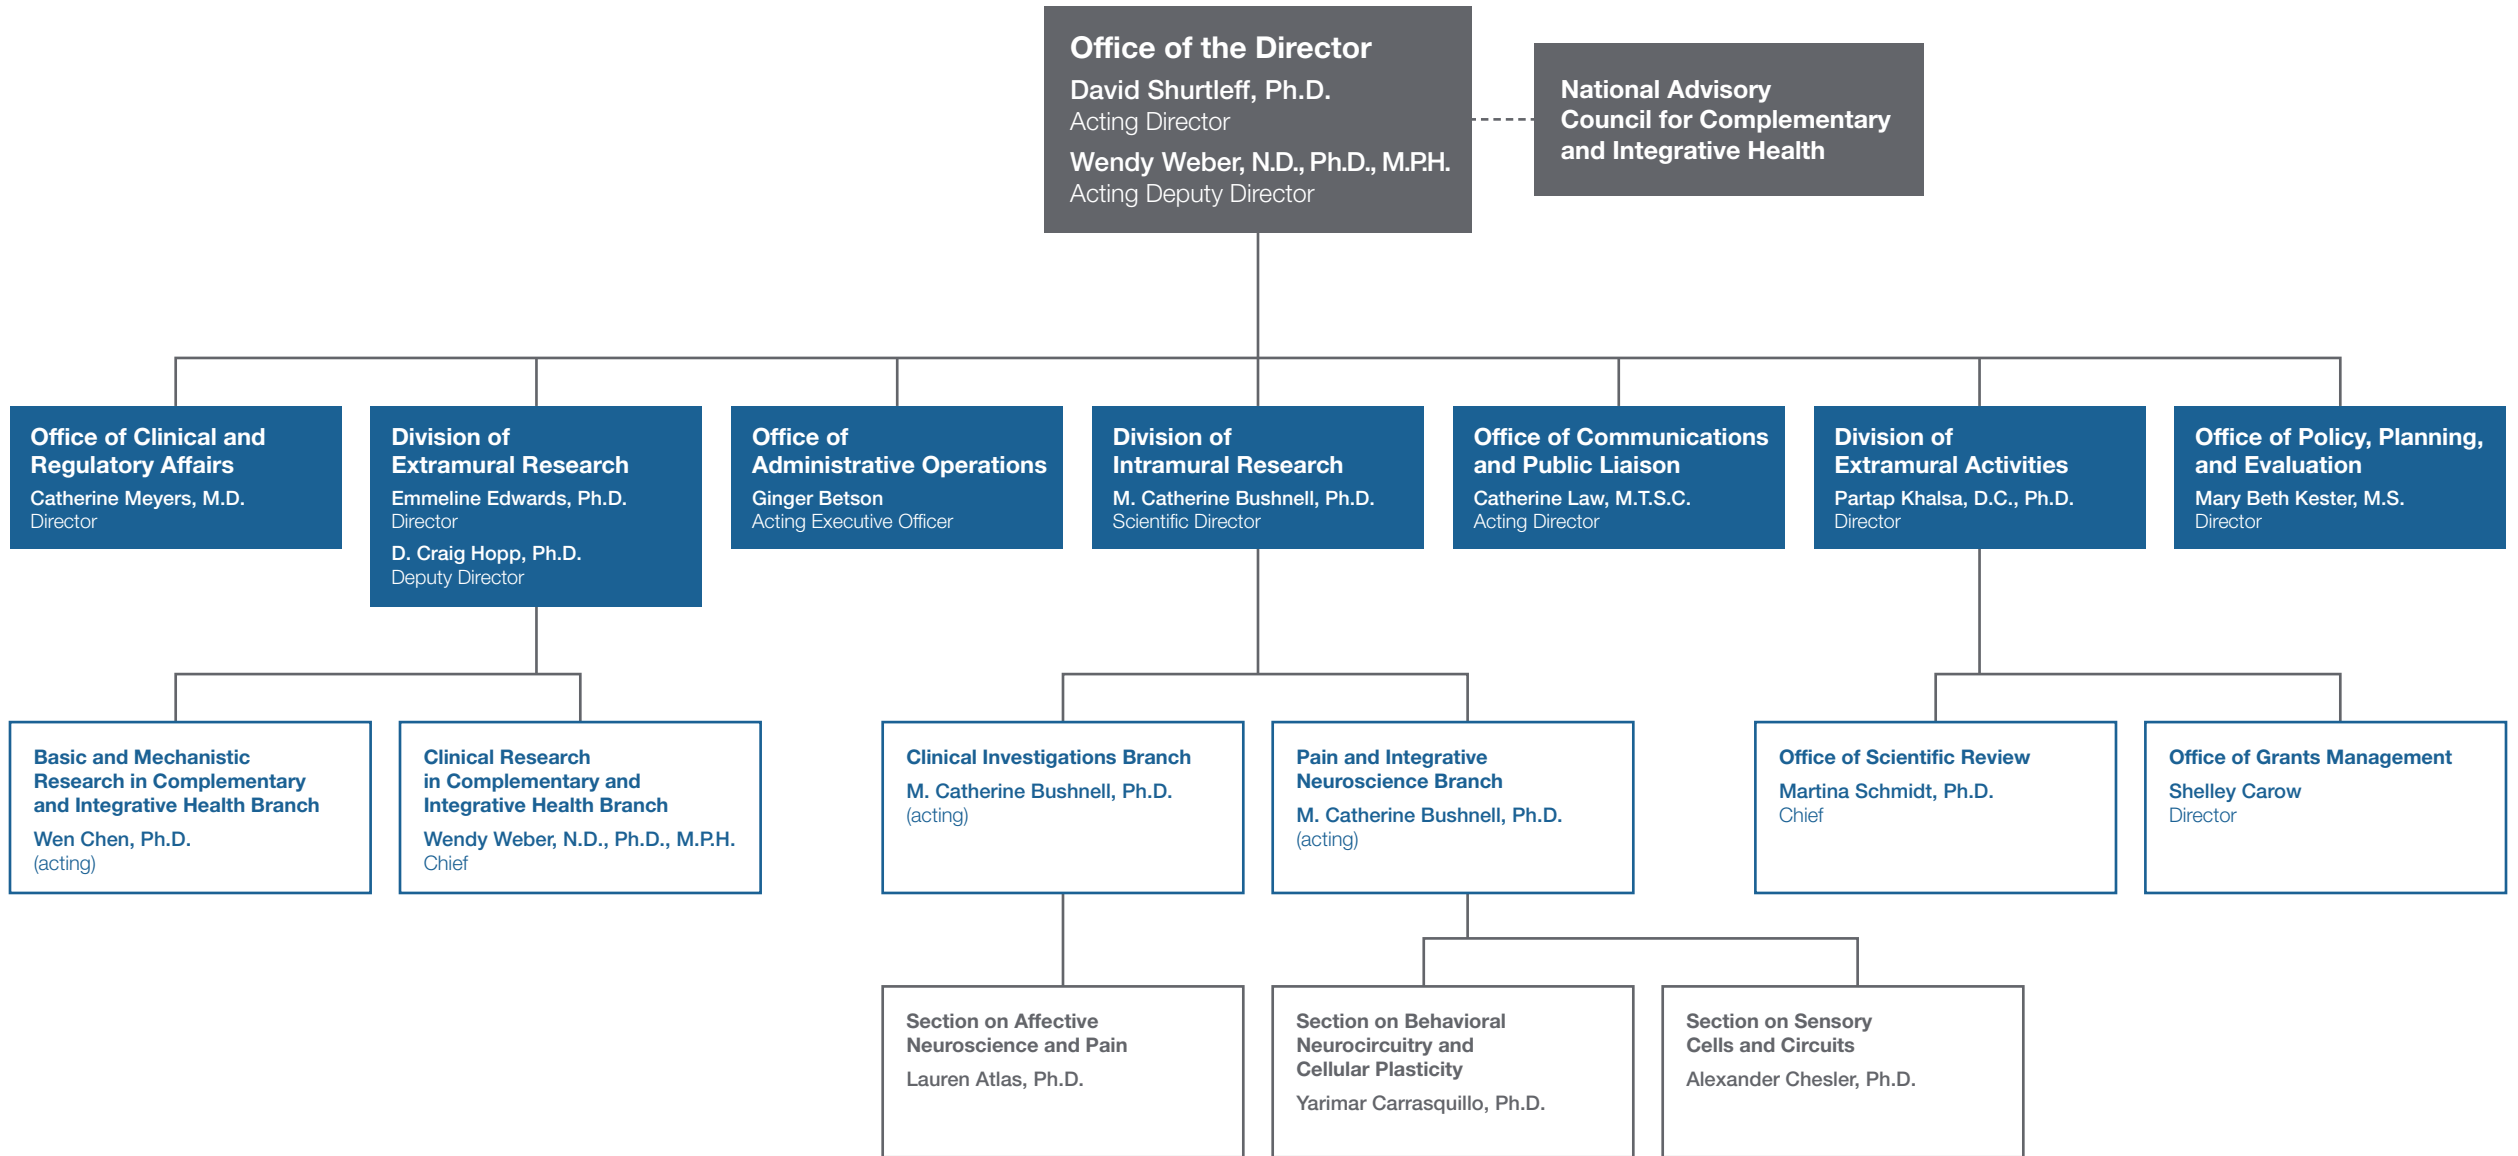 Office of the Director
David Shurtleff, Ph.D.
Acting Director
Wendy Weber, N.D., Ph.D., M.P.H.
Acting Deputy Director
National Advisory
Council for Complementary
and Integrative Health
Office of Clinical and
Regulatory Affairs
Catherine Meyers, M.D.
Director
Division of
Extramural Research
Emmeline Edwards, Ph.D.
Director
D. Craig Hopp, Ph.D.
Deputy Director
Office of
Administrative Operations
Ginger Betson
Acting Executive Officer
Division of
Intramural Research
M. Catherine Bushnell, Ph.D.
Scientific Director
Office of Communications
and Public Liaison
Catherine Law, M.T.S.C.
Acting Director
Division of
Extramural Activities
Partap Khalsa, D.C., Ph.D.
Director
Office of Policy, Planning,
and Evaluation
Mary Beth Kester, M.S.
Director
Basic and Mechanistic
Research in Complementary
and Integrative Health Branch
Wen Chen, Ph.D.
(acting)
Clinical Research
in Complementary and
Integrative Health Branch
Wendy Weber, N.D., Ph.D., M.P.H.
Chief
Clinical Investigations Branch
M. Catherine Bushnell, Ph.D.
(acting)
Pain and Integrative
Neuroscience Branch
M. Catherine Bushnell, Ph.D.
(acting)
Office of Scientific Review
Martina Schmidt, Ph.D.
Chief
Office of Grants Management
Shelley Carow
Director
Section on Affective
Neuroscience and Pain
Lauren Atlas, Ph.D.
Section on Behavioral
Neurocircuitry and
Cellular Plasticity
Yarimar Carrasquillo, Ph.D.
Section on Sensory
Cells and Circuits
Alexander Chesler, Ph.D.